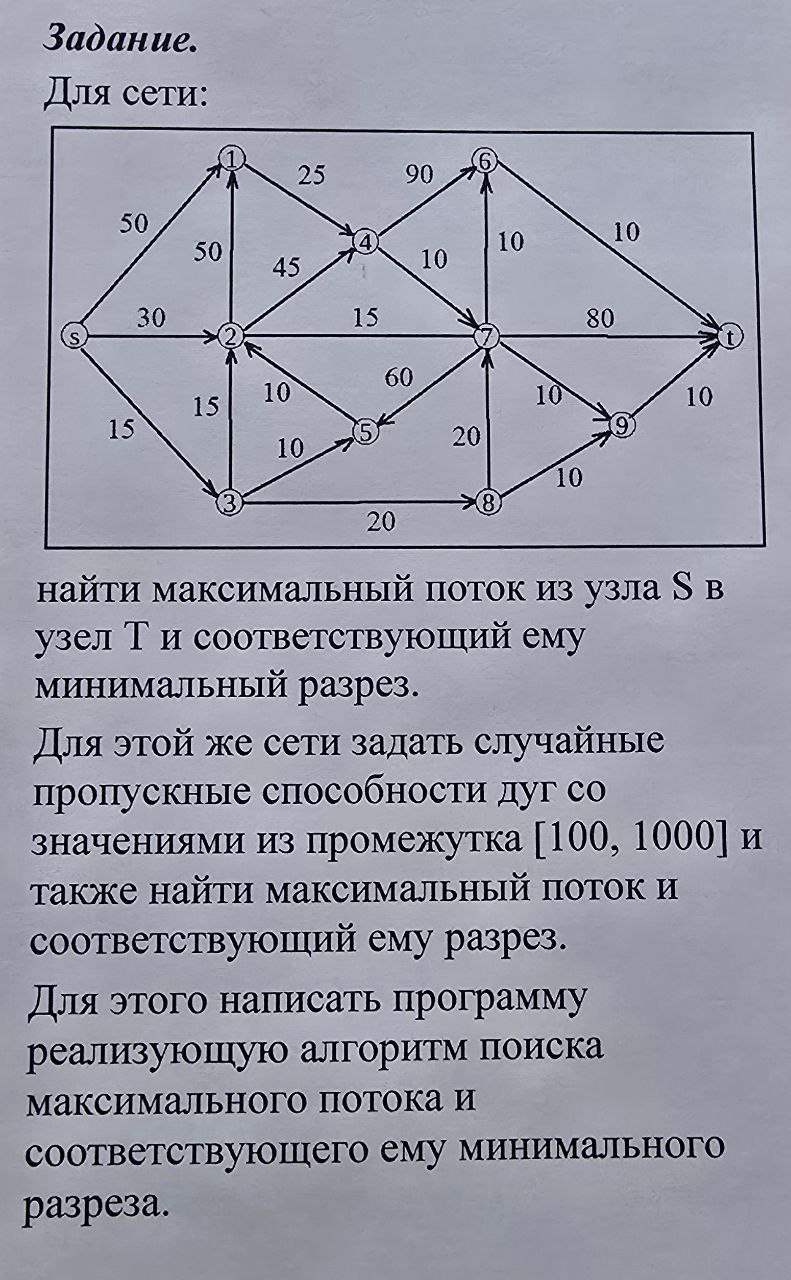 Задание.
Для сети:
1
6
25
90
50
50
4
10
10
45
10
30
15
80
s
2
7
t
10
60
10
15
5
9
10
15
10
20
10
3
8
20
найти максимальный поток из узла S в
узел T и соответствующий ему
минимальный разрез.
Для этой же сети задать случайные
пропускные способности дуг со
значениями из промежутка [100, 1000] и
также найти максимальный поток и
соответствующий ему разрез.
Для этого написать программу
реализующую алгоритм поиска
максимального потока и
соответствующего ему минимального
разреза.